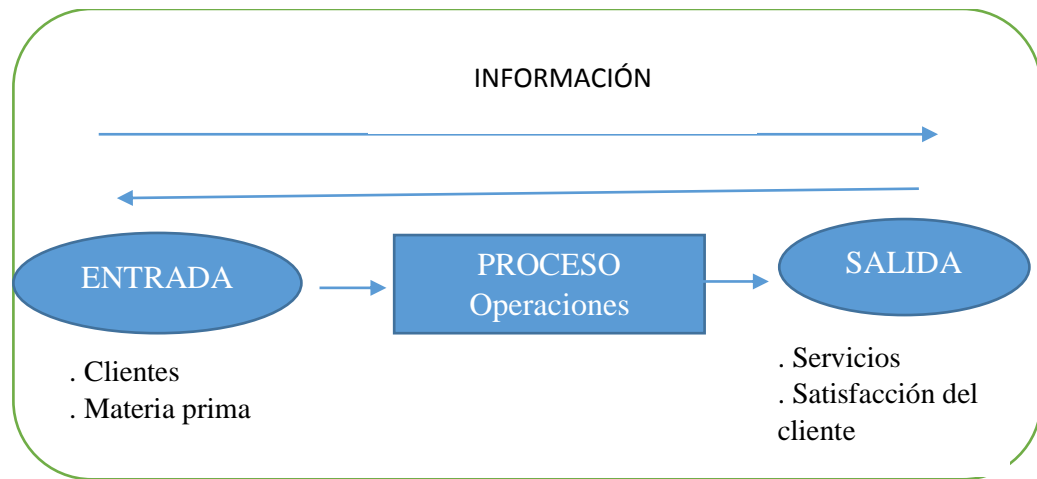 INFORMACIÓN
ENTRADA
PROCESO
Operaciones
SALIDA
. Clientes
. Materia prima
. Servicios
. Satisfacción del
cliente